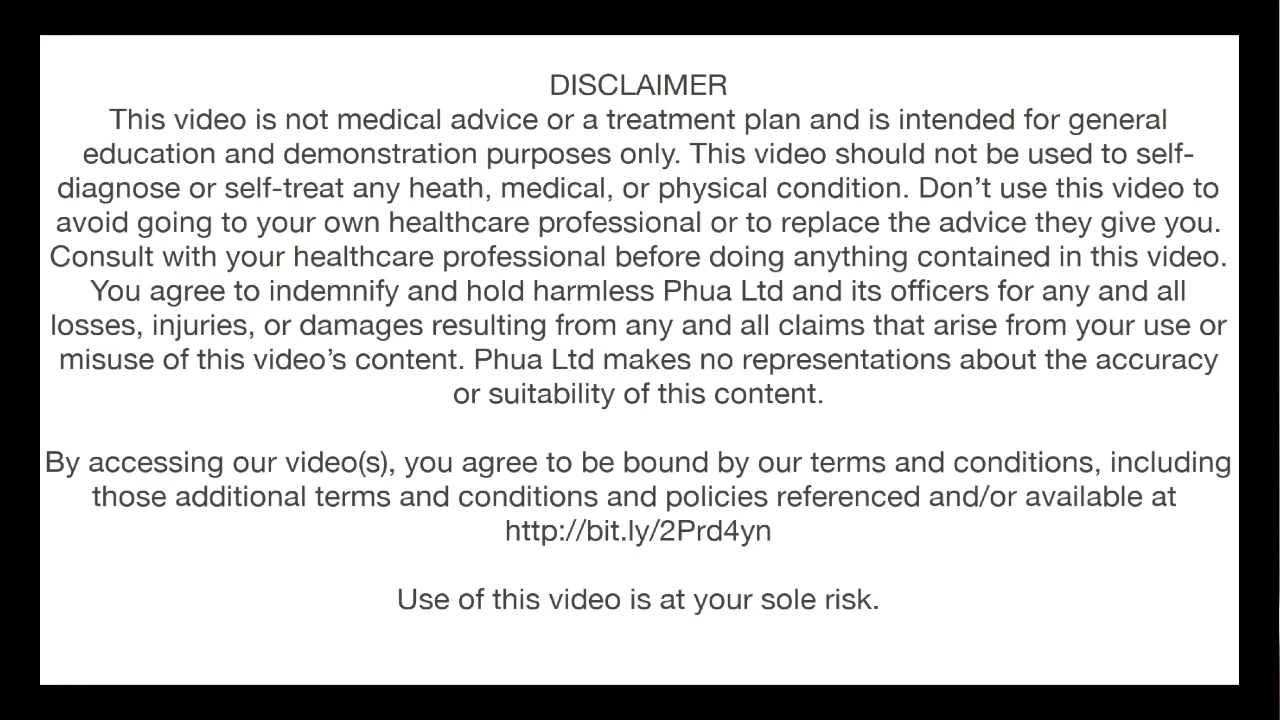 DISCLAIMER
This video is not medical advice or a treatment plan and is intended for general
education and demonstration purposes only. This video should not be used to self-
diagnose or self-treat any heath, medical, or physical condition. Don’t use this video to
avoid going to your own healthcare professional or to replace the advice they give you.
Consult with your healthcare professional before doing anything contained in this video.
You agree to indemnify and hold harmless Phua Ltd and its officers for any and all
losses, injuries, or damages resulting from any and all claims that arise from your use or
misuse of this video’s content. Phua Ltd makes no representations about the accuracy
or suitability of this content.
By accessing our video(s), you agree to be bound by our terms and conditions, including
those additional terms and conditions and policies referenced and/or available at
http://bit.ly/2Prd4yn
Use of this video is at your sole risk.